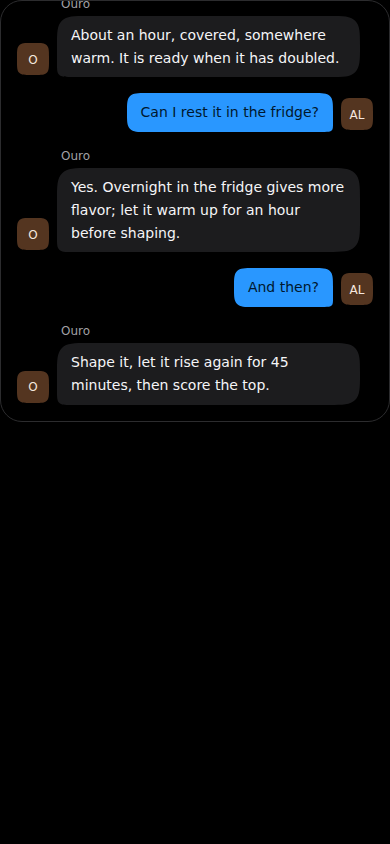 Ouro
About an hour, covered, somewhere
warm. It is ready when it has doubled.
O
Can I rest it in the fridge?
AL
Ouro
Yes. Overnight in the fridge gives more
flavor; let it warm up for an hour
before shaping.
O
And then?
AL
Ouro
Shape it, let it rise again for 45
minutes, then score the top.
O